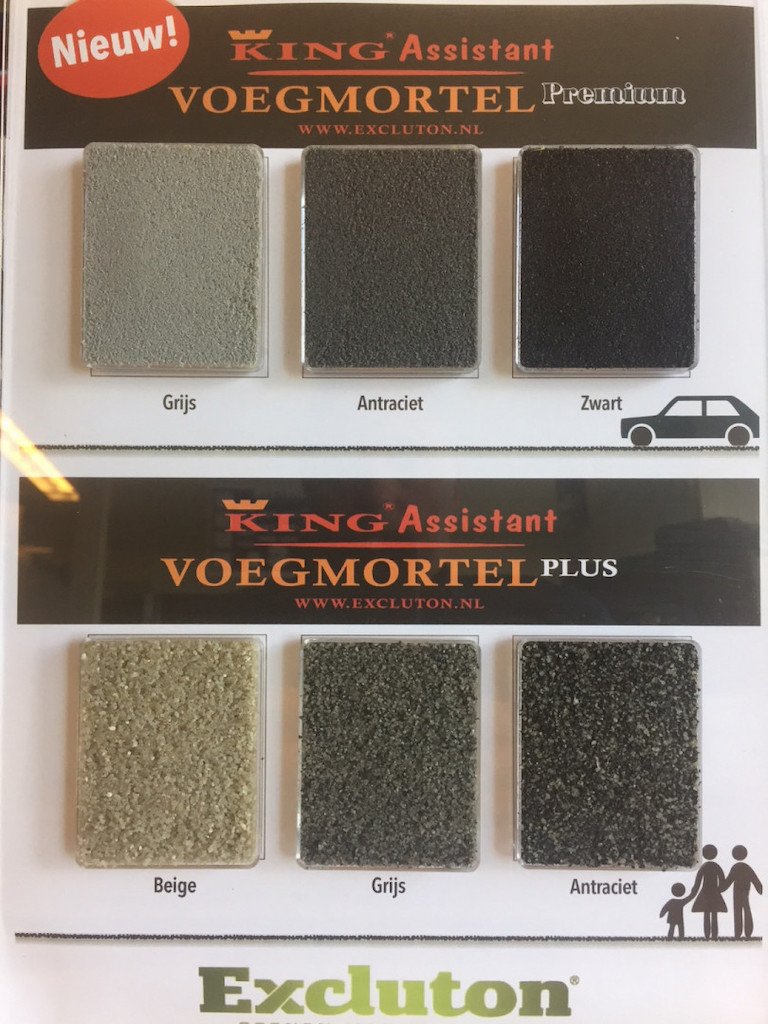 Nieuw!
KING® Assistant
VOEGMORTEL Premium
WWW.EXCLUTON.NL
Grijs Antraciet Zwart
KING® Assistant
VOEGMORTEL PLUS
WWW.EXCLUTON.NL
Beige Grijs Antraciet
Excluton®